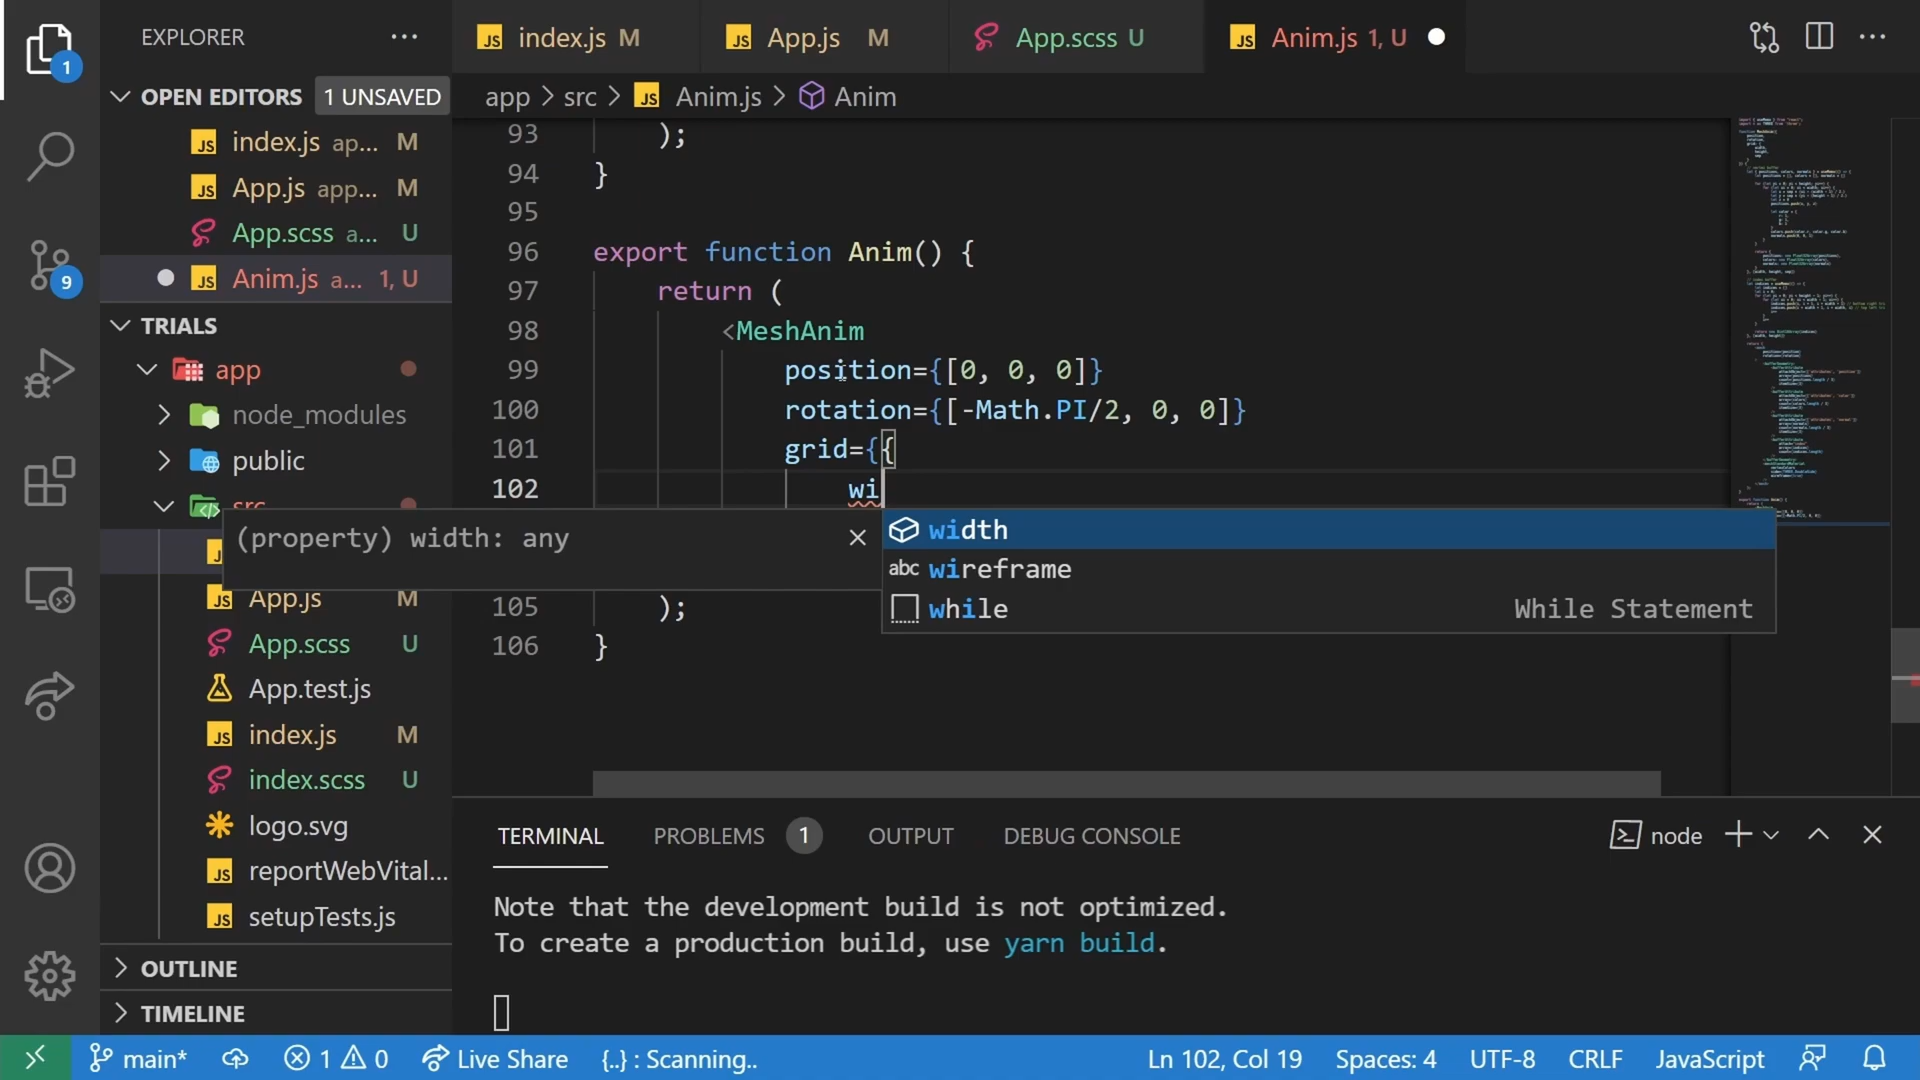 EXPLORER
index.js M
App.js M
App.scss U
Anim.js 1, U
OPEN EDITORS 1 UNSAVED
index.js ap... M
App.js app... M
App.scss a... U
Anim.js a... 1, U
TRIALS
app
node_modules
public
src
App.js M
App.scss U
App.test.js
index.js M
index.scss U
logo.svg
reportWebVital...
setupTests.js
OUTLINE
TIMELINE
app > src > JS Anim.js > Anim
93 );
94 }
95
96 export function Anim() {
97 return (
98 <MeshAnim
99 position={[0, 0, 0]}
100 rotation={[-Math.PI/2, 0, 0]}
101 grid={{
102 wi
(property) width: any
width
wireframe
while While Statement
105 );
106 }
TERMINAL PROBLEMS 1 OUTPUT DEBUG CONSOLE
node
Note that the development build is not optimized.
To create a production build, use yarn build.
main* 1 0 Live Share {..} : Scanning.. Ln 102, Col 19 Spaces: 4 UTF-8 CRLF JavaScript
1
9